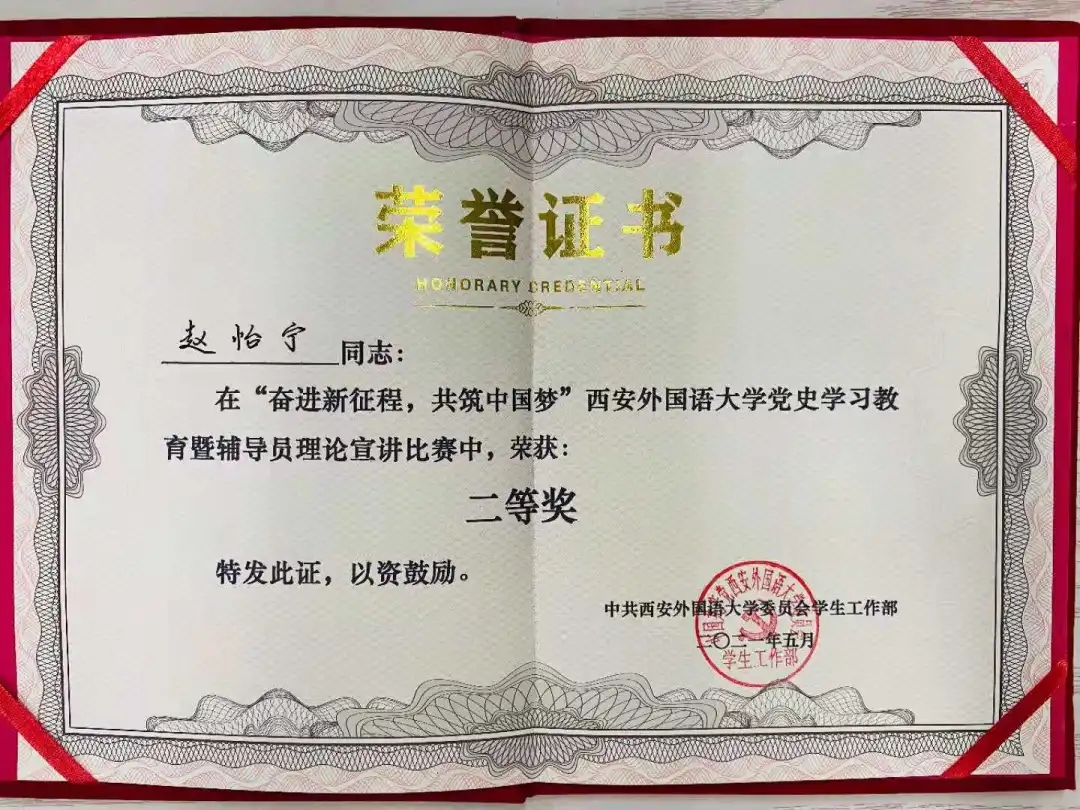 荣誉证书
HONORARY CREDENTIAL
赵怡宁 同志：
在“奋进新征程，共筑中国梦”西安外国语大学党史学习教
育暨辅导员理论宣讲比赛中，荣获：
二等奖
特发此证，以资鼓励。
中共西安外国语大学委员会学生工作部
二〇二一年五月
学生工作部